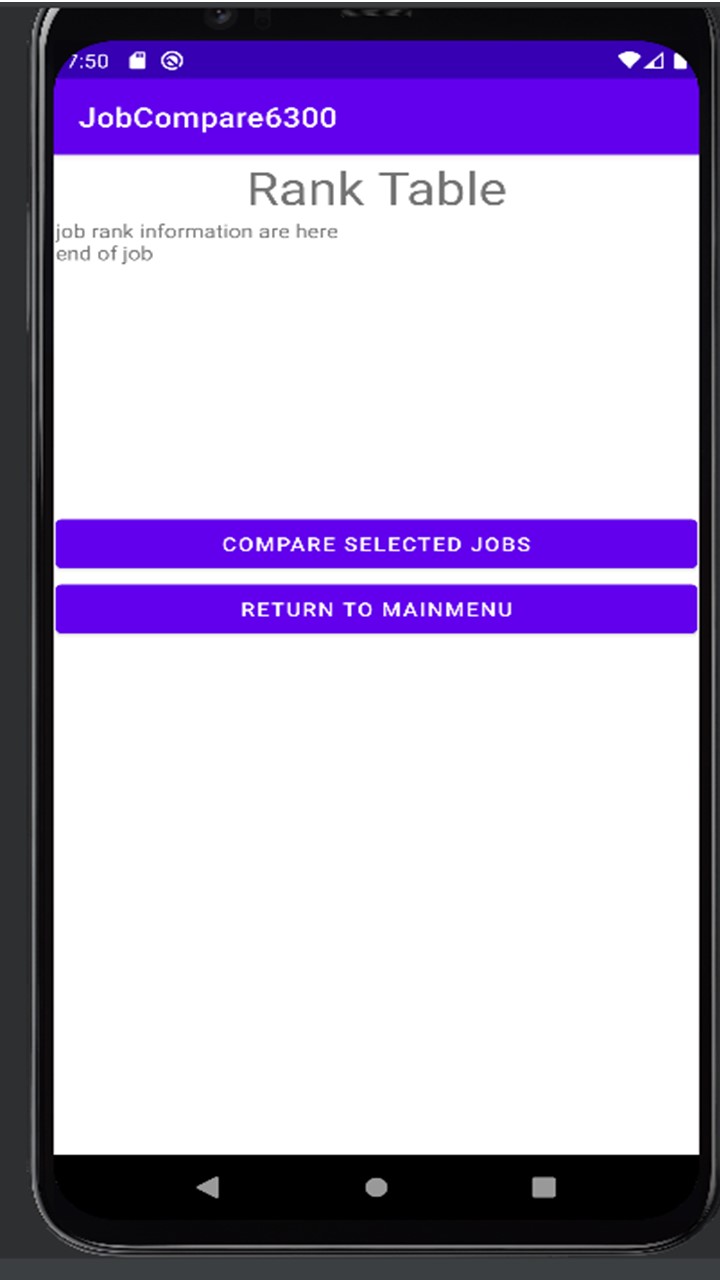 7:50
JobCompare6300
Rank Table
job rank information are here
end of job
COMPARE SELECTED JOBS
RETURN TO MAINMENU